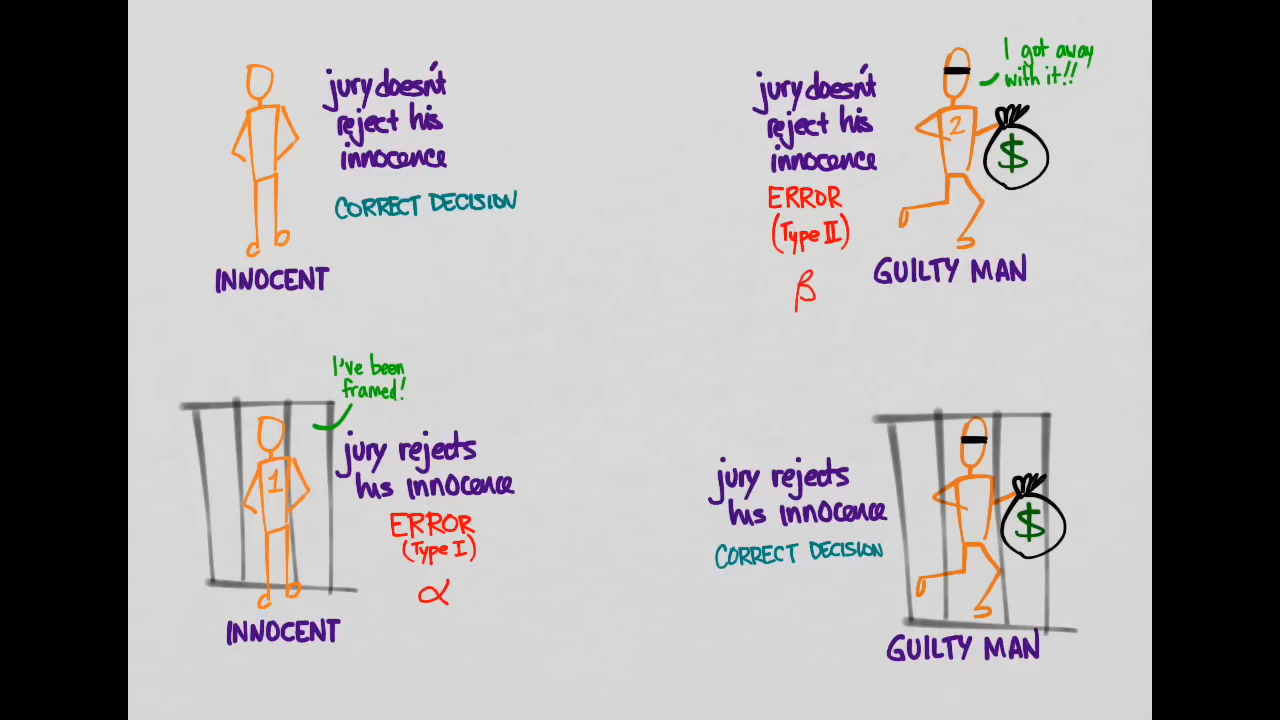 jury doesn't
reject his
innocence
CORRECT DECISION
INNOCENT
I got away
with it!!
jury doesn't
reject his
innocence
2
$
ERROR
(Type II)
β
GUILTY MAN
I've been
framed!
1
jury rejects
his innocence
ERROR
(Type I)
α
INNOCENT
jury rejects
his innocence
$
CORRECT DECISION
GUILTY MAN